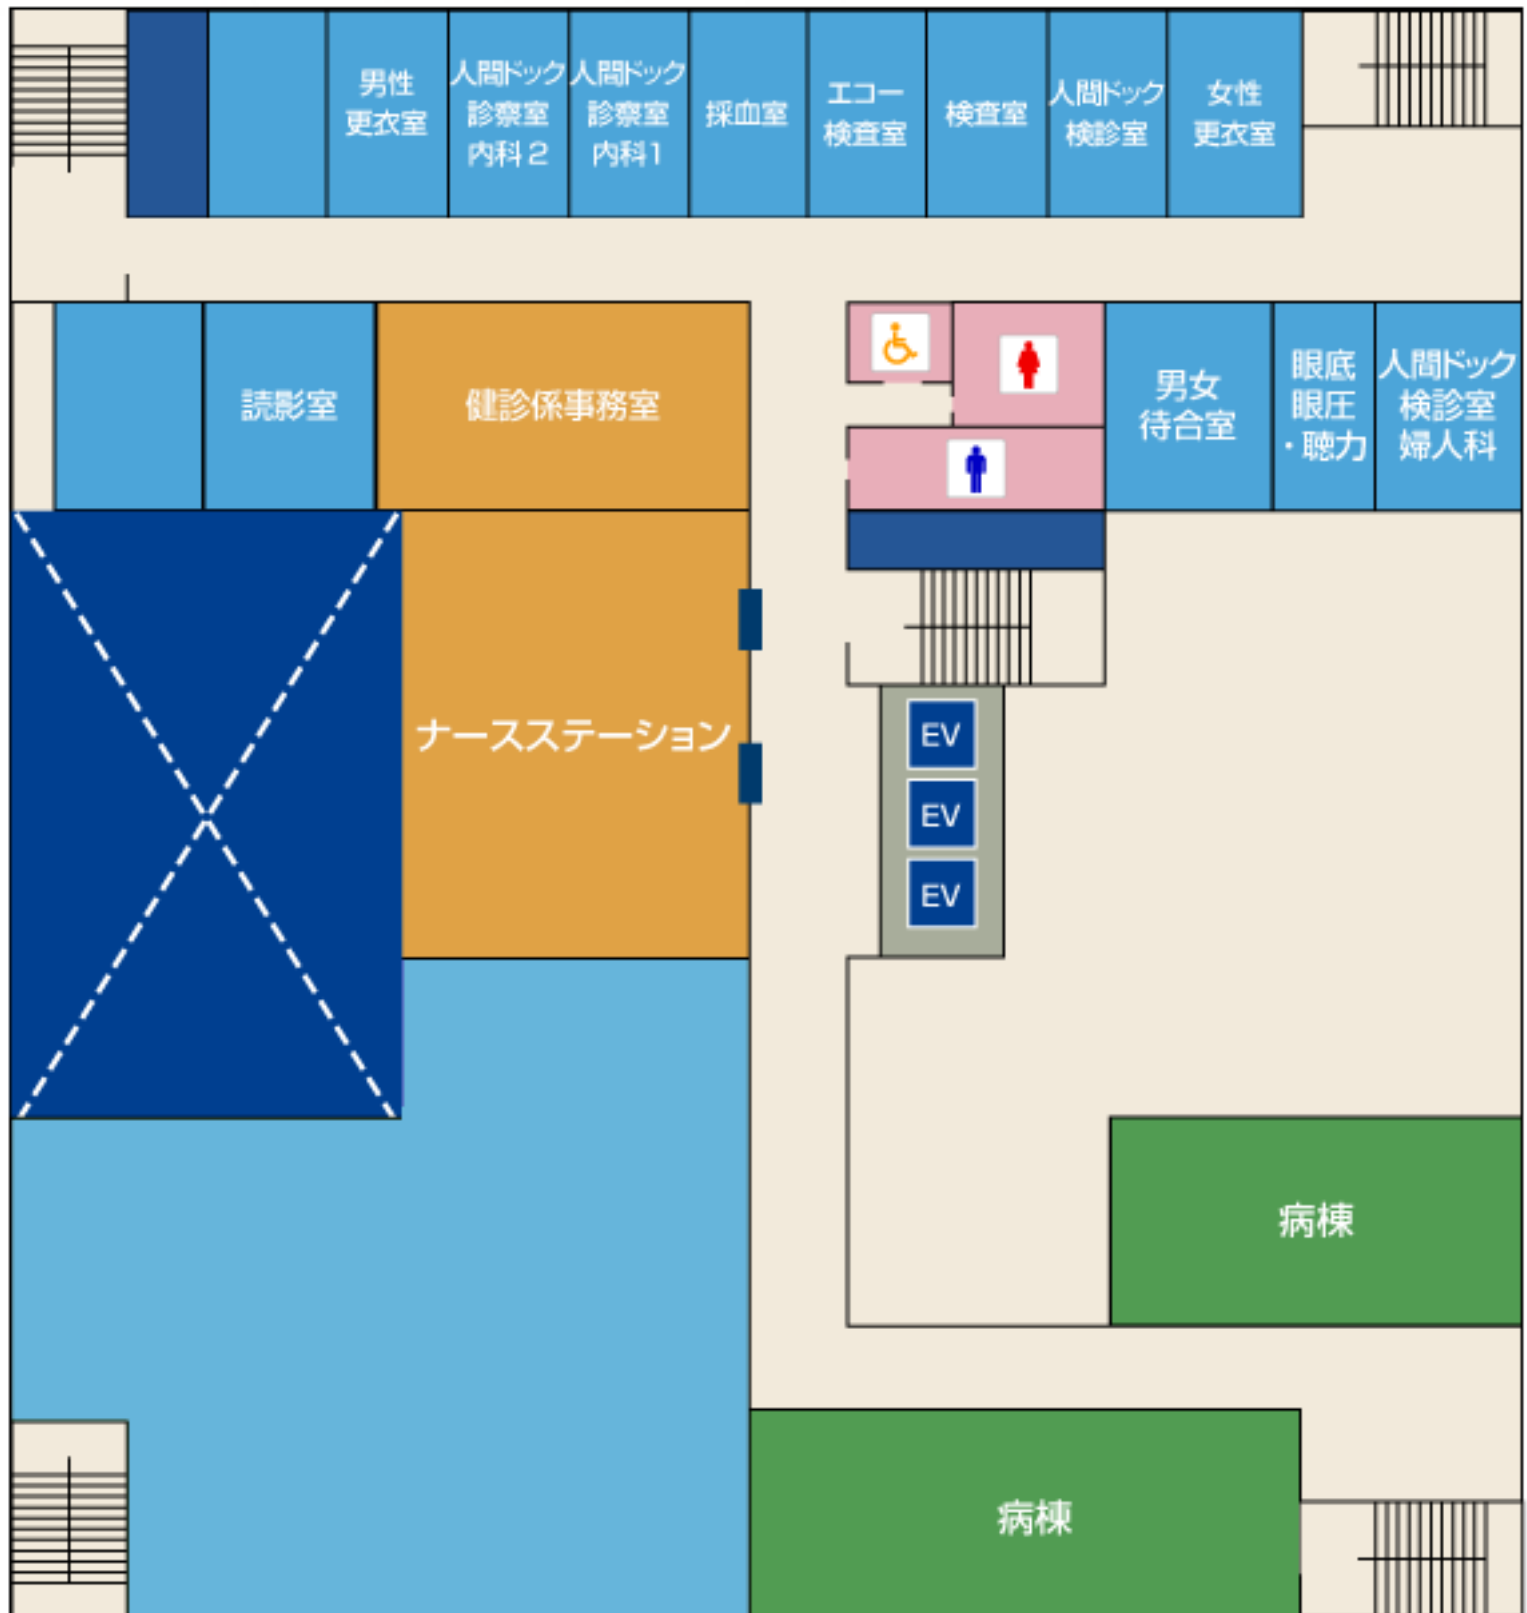 男性
更衣室
人間ドック
診察室
内科2
人間ドック
診察室
内科1
採血室
エコー
検査室
検査室
人間ドック
検診室
女性
更衣室
読影室
健診係事務室
男女
待合室
眼底
眼圧
・聴力
人間ドック
検診室
婦人科
ナースステーション
EV
EV
EV
病棟
病棟